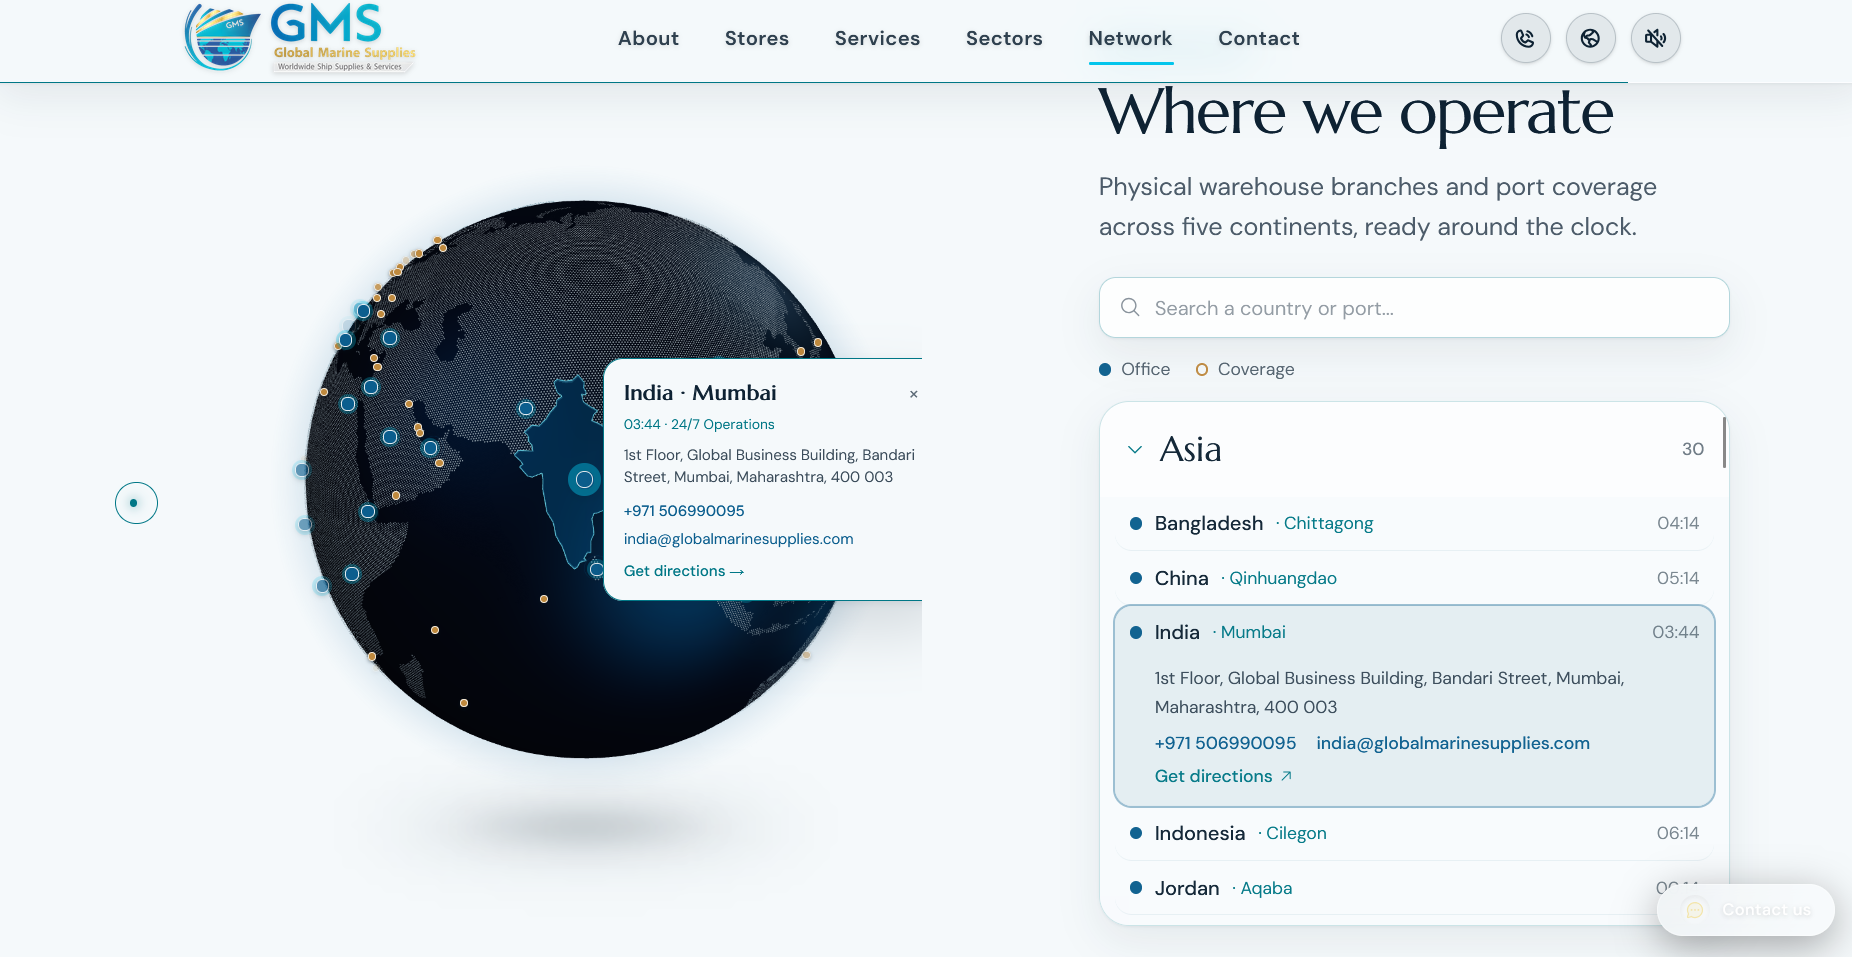 GMS
GMS
Global Marine Supplies
Worldwide Ship Supplies & Services
About
Stores
Services
Sectors
Network
Contact
Where we operate
Physical warehouse branches and port coverage
across five continents, ready around the clock.
Search a country or port...
Office
Coverage
Asia
30
Bangladesh · Chittagong 04:14
China · Qinhuangdao 05:14
India · Mumbai 03:44
1st Floor, Global Business Building, Bandari Street, Mumbai,
Maharashtra, 400 003
+971 506990095 india@globalmarinesupplies.com
Get directions ↗
Indonesia · Cilegon 06:14
Jordan · Aqaba
Contact us
India · Mumbai
×
03:44 · 24/7 Operations
1st Floor, Global Business Building, Bandari
Street, Mumbai, Maharashtra, 400 003
+971 506990095
india@globalmarinesupplies.com
Get directions →